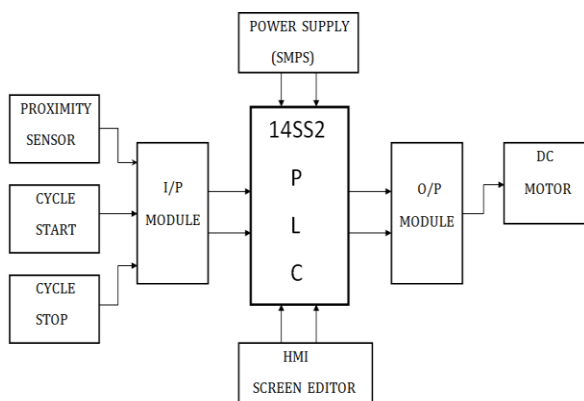 POWER SUPPLY
(SMPS)
PROXIMITY
SENSOR
CYCLE
START
CYCLE
STOP
I/P
MODULE
14SS2
P
L
C
O/P
MODULE
DC
MOTOR
HMI
SCREEN EDITOR